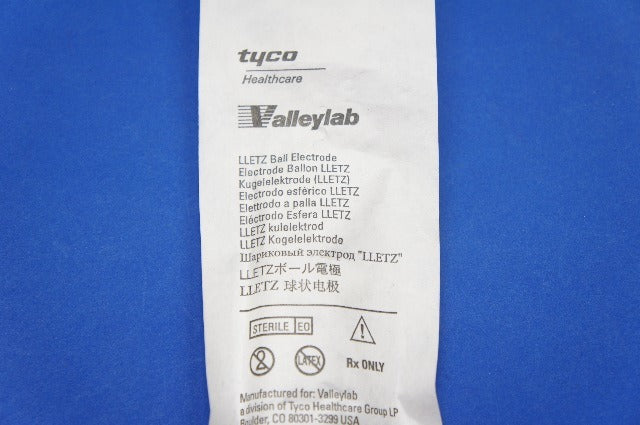 tyco
Healthcare
Valleylab
LLETZ Ball Electrode
Electrode Ballon LLETZ
Kugelelektrode (LLETZ)
Electrodo esférico LLETZ
Elettrodo a palla LLETZ
Eléctrodo Esfera LLETZ
LLETZ kulelektrod
LLETZ Kogelelektrode
Шариковый электрод "LLETZ"
LLETZボール電極
LLETZ 球状电极
STERILE EO
2 LATEX Rx ONLY
Manufactured for: Valleylab
a division of Tyco Healthcare Group LP
Boulder, CO 80301-3299 USA